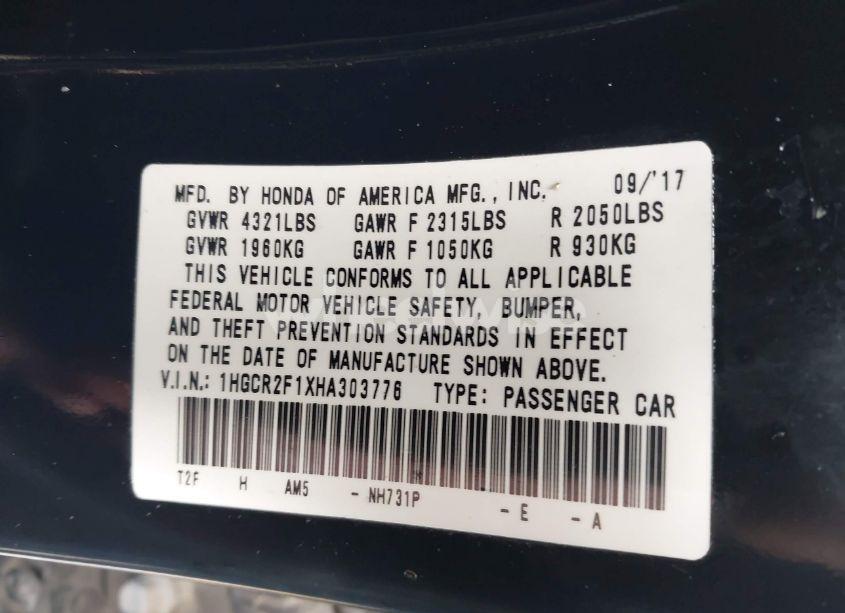 MFD. BY HONDA OF AMERICA MFG., INC. 09/'17
GVWR 4321LBS GAWR F 2315LBS R 2050LBS
GVWR 1960KG GAWR F 1050KG R 930KG
THIS VEHICLE CONFORMS TO ALL APPLICABLE
FEDERAL MOTOR VEHICLE SAFETY, BUMPER,
AND THEFT PREVENTION STANDARDS IN EFFECT
ON THE DATE OF MANUFACTURE SHOWN ABOVE.
V.I.N.: 1HGCR2F1XHA303776 TYPE: PASSENGER CAR
T2F H AM5 - NH731P - E - A